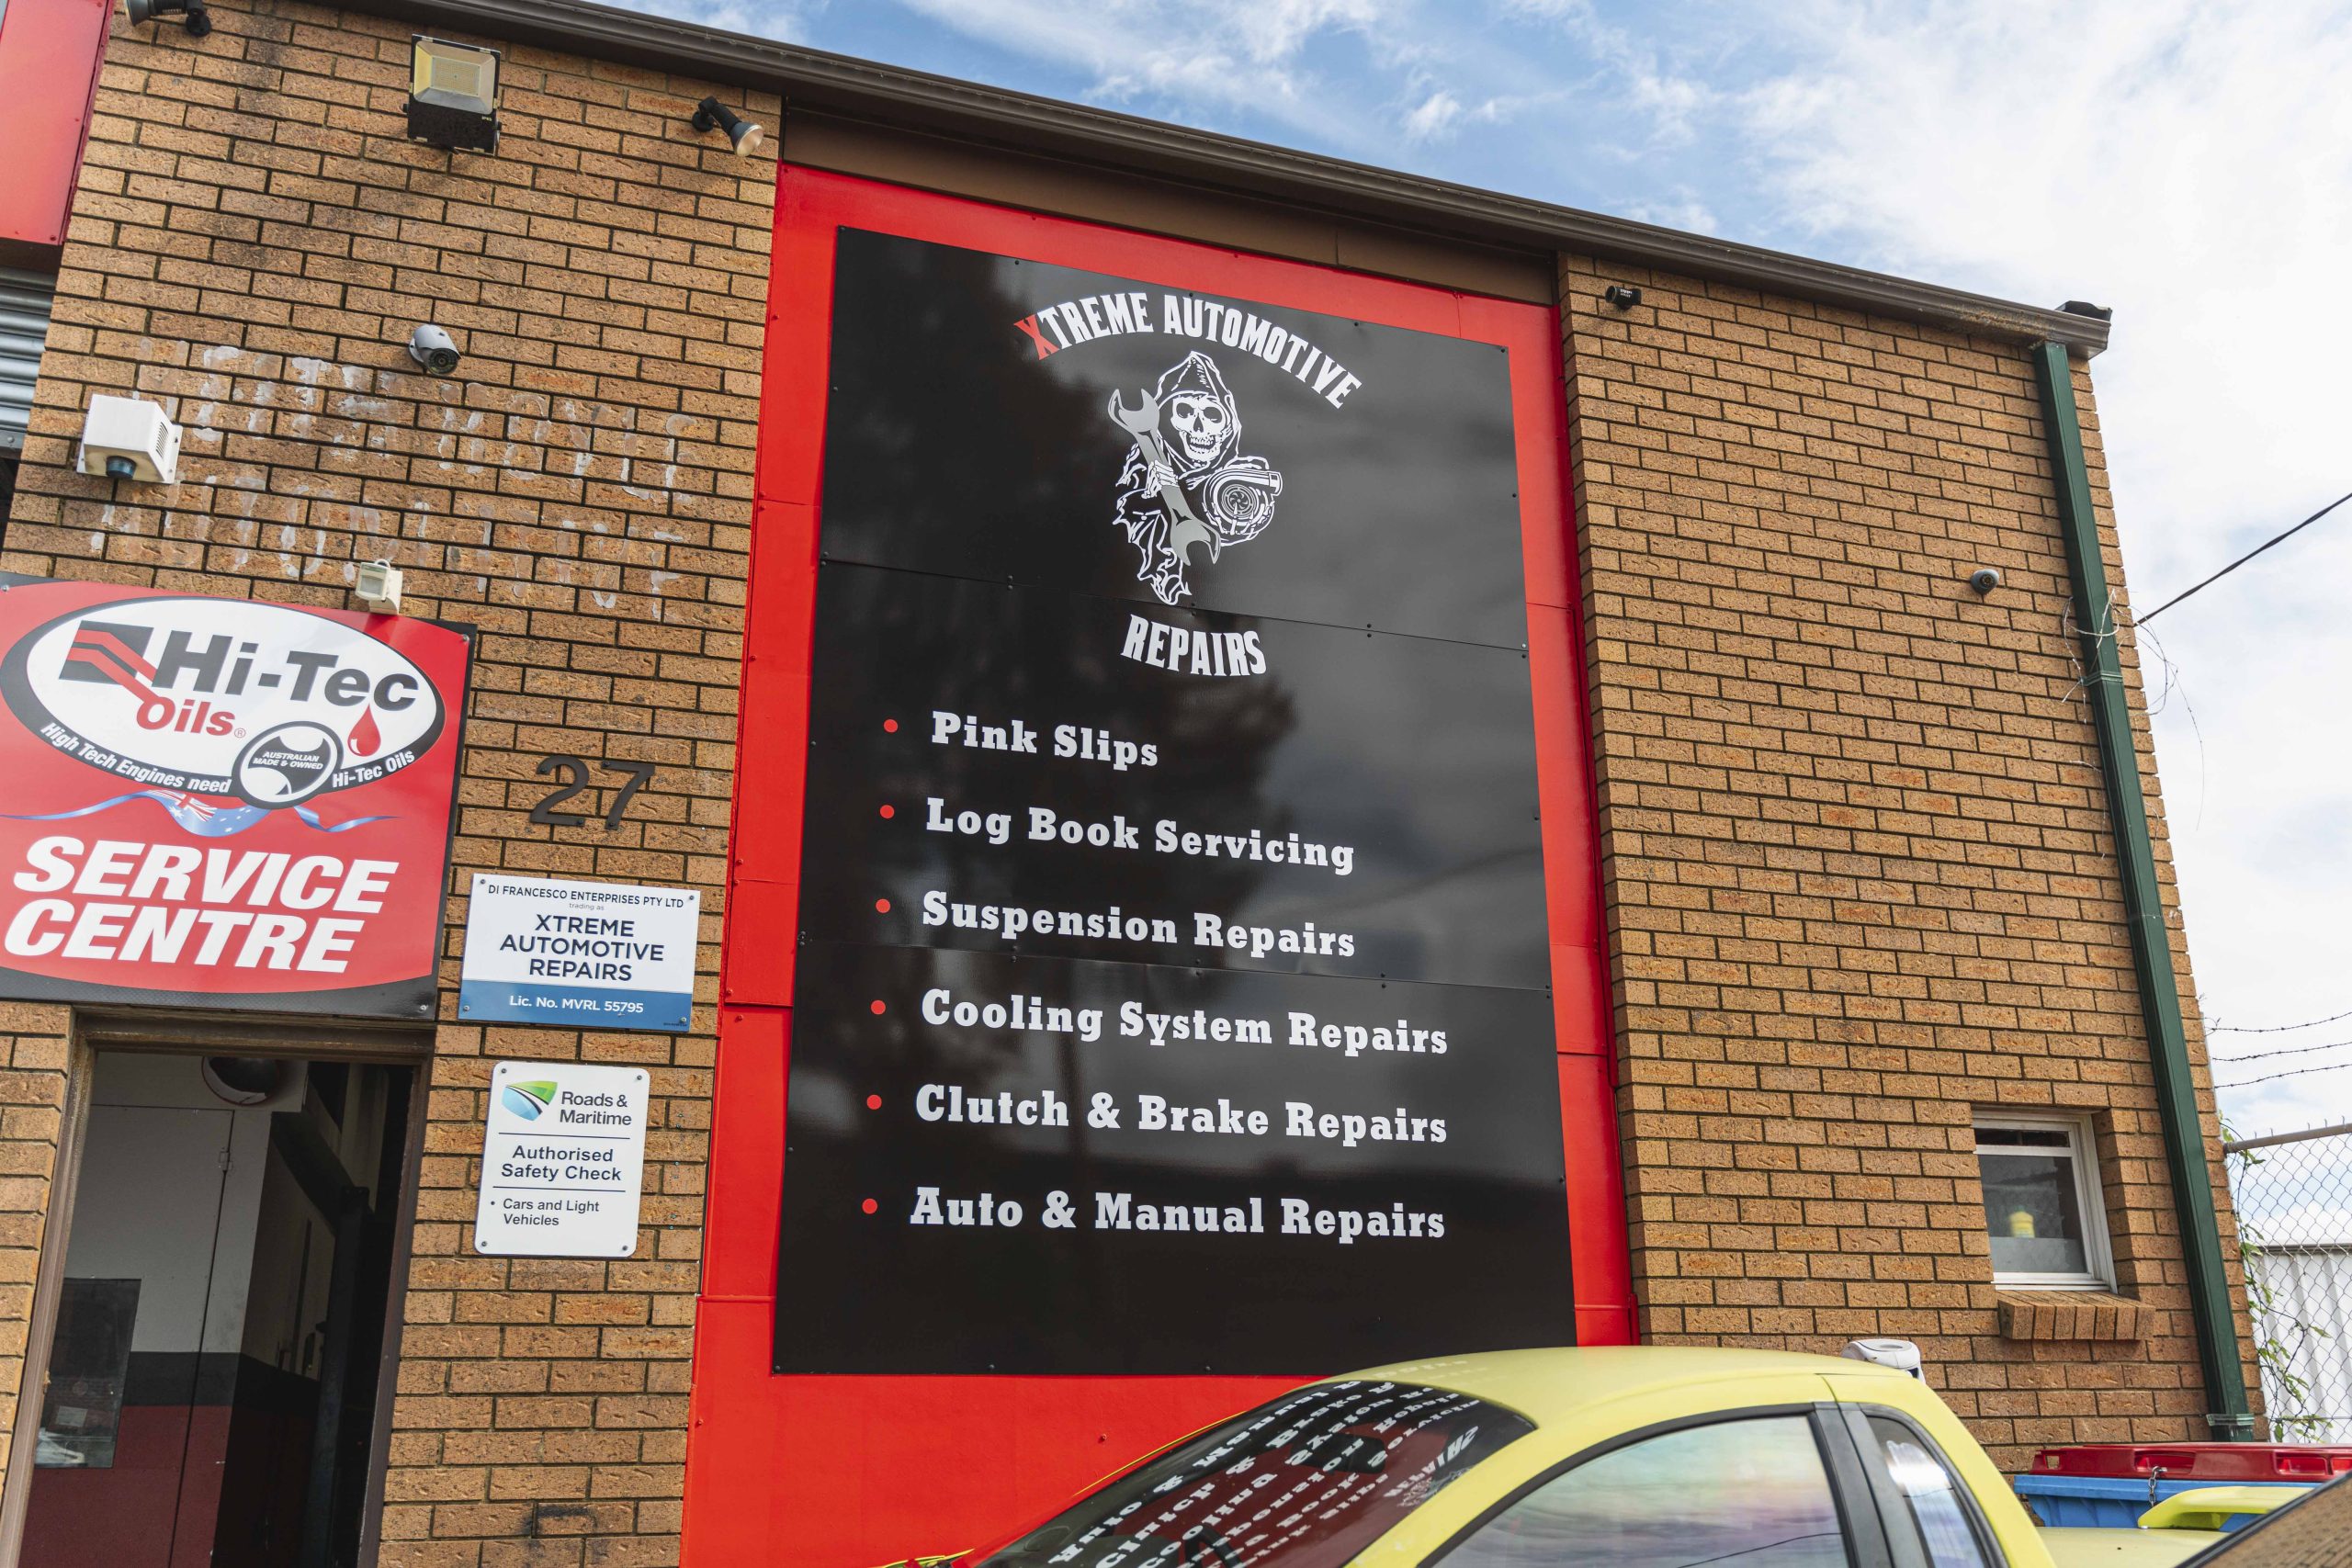 XTREME AUTOMOTIVE
REPAIRS
• Pink Slips
• Log Book Servicing
• Suspension Repairs
• Cooling System Repairs
• Clutch & Brake Repairs
• Auto & Manual Repairs
Hi-Tec
Oils®
High Tech Engines need
AUSTRALIAN
MADE & OWNED
Hi-Tec Oils
SERVICE
CENTRE
27
DI FRANCESCO ENTERPRISES PTY LTD
trading as
XTREME
AUTOMOTIVE
REPAIRS
Lic. No. MVRL 55795
Roads &
Maritime
Authorised
Safety Check
• Cars and Light
Vehicles